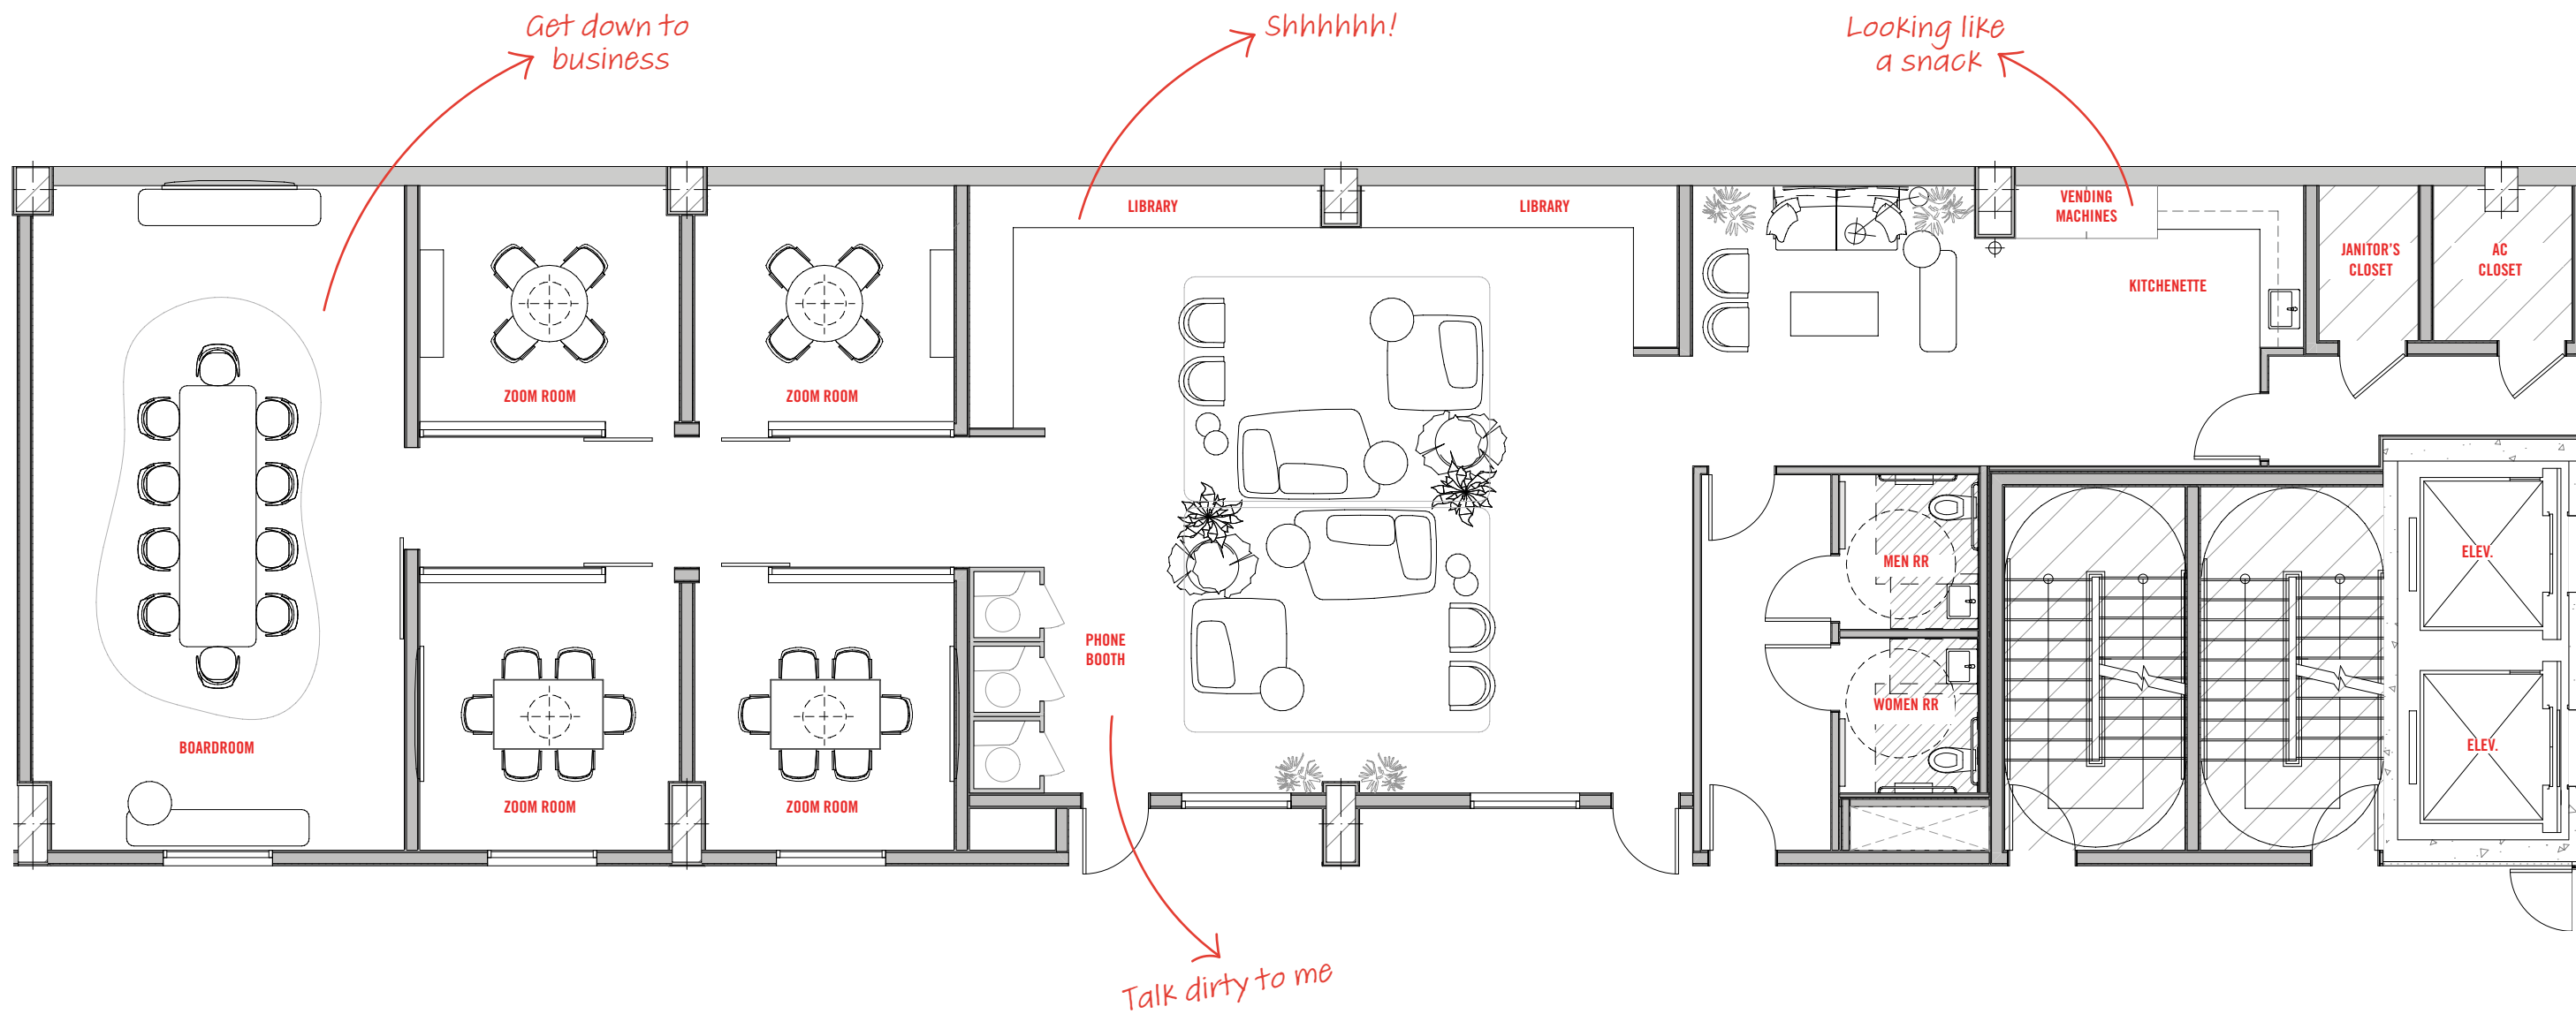 Get down to
business
Shhhhhh!
Looking like
a snack
LIBRARY
LIBRARY
VENDING
MACHINES
JANITOR'S
CLOSET
AC
CLOSET
KITCHENETTE
ZOOM ROOM
ZOOM ROOM
MEN RR
ELEV.
PHONE
BOOTH
WOMEN RR
BOARDROOM
ELEV.
ZOOM ROOM
ZOOM ROOM
Talk dirty to me